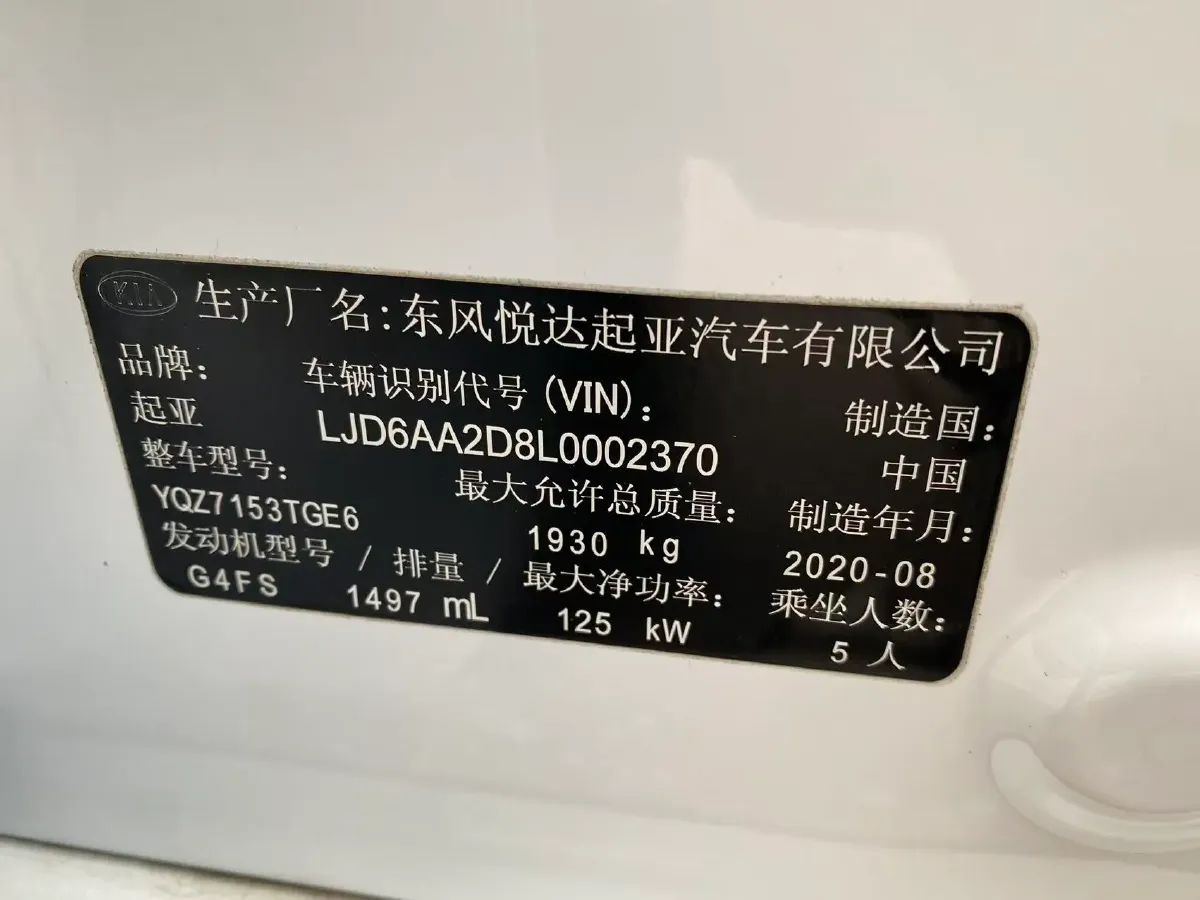 KIA 生产厂名:东风悦达起亚汽车有限公司
品牌: 车辆识别代号(VIN): 制造国:
起亚 LJD6AA2D8L0002370 中国
整车型号: 最大允许总质量: 制造年月:
YQZ7153TGE6 1930 kg 2020-08
发动机型号 / 排量 / 最大净功率: 乘坐人数:
G4FS 1497 mL 125 kW 5 人